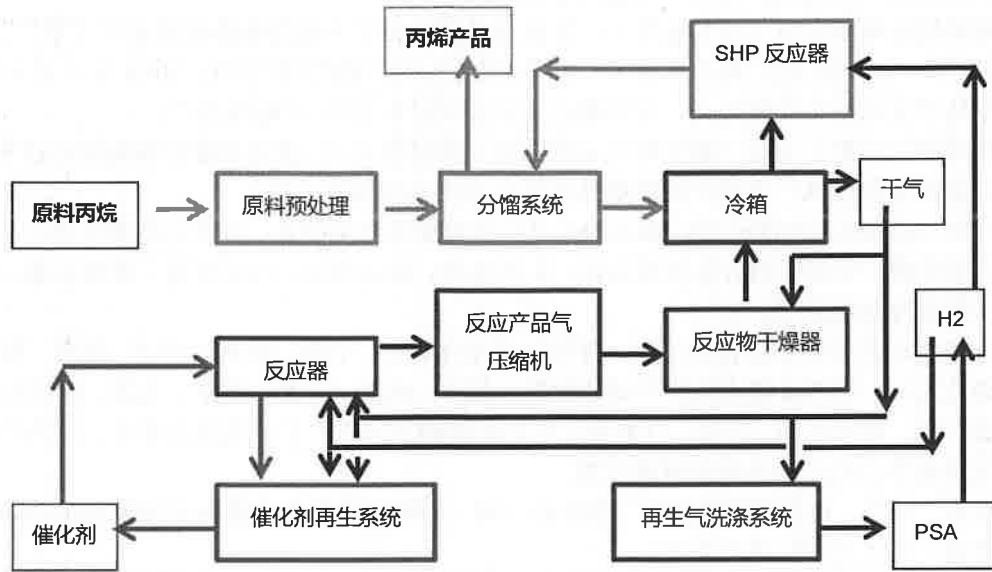 丙烯产品
SHP 反应器
原料丙烷
原料预处理
分馏系统
冷箱
干气
反应器
反应产品气
压缩机
反应物干燥器
H2
催化剂
催化剂再生系统
再生气洗涤系统
PSA